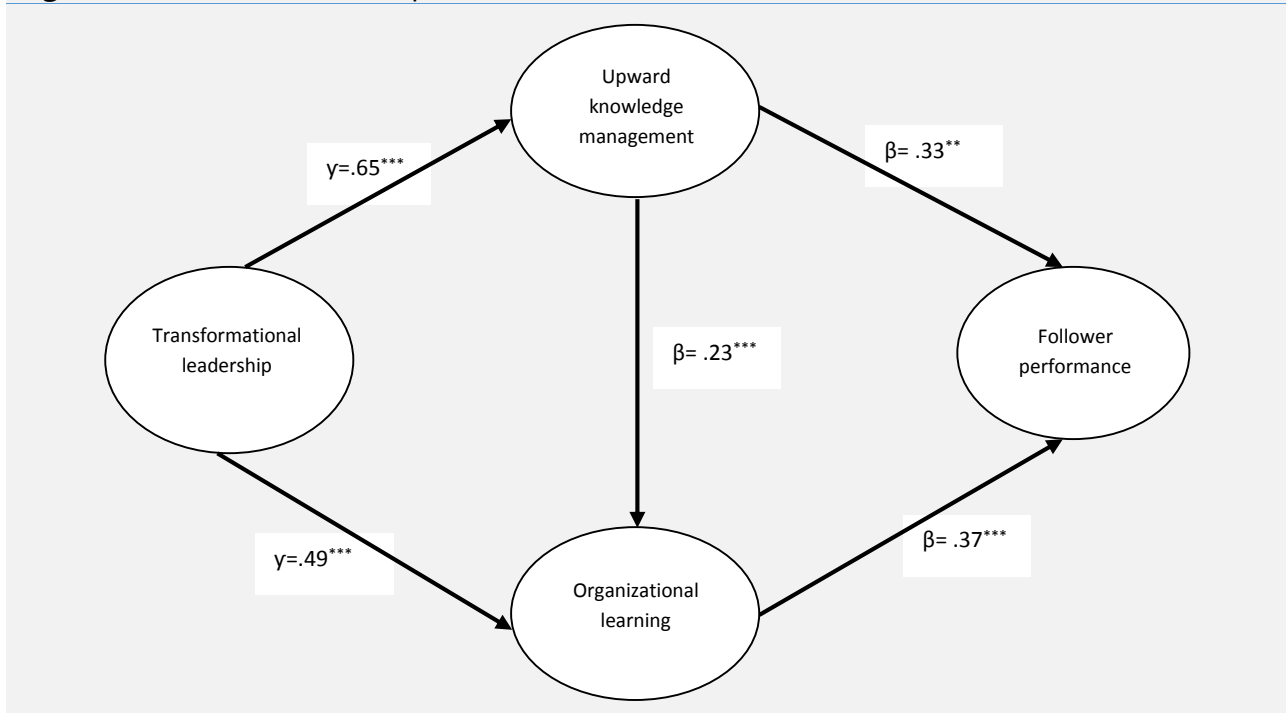 Upward
knowledge
management
β= .33**
y=.65***
Transformational
leadership
β= .23***
Follower
performance
y=.49***
β= .37***
Organizational
learning